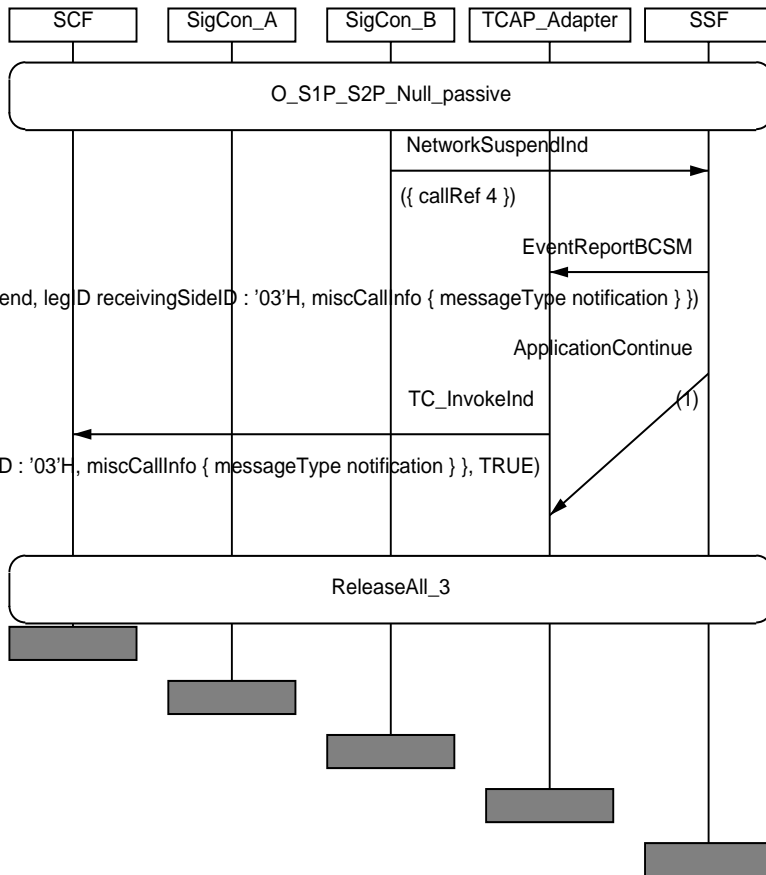 SCF SigCon_A SigCon_B TCAP_Adapter SSF
O_S1P_S2P_Null_passive
NetworkSuspendInd
({ callRef 4 })
EventReportBCSM
end, legID receivingSideID : '03'H, miscCallInfo { messageType notification } })
ApplicationContinue
TC_InvokeInd
(1)
D : '03'H, miscCallInfo { messageType notification } }, TRUE)
ReleaseAll_3